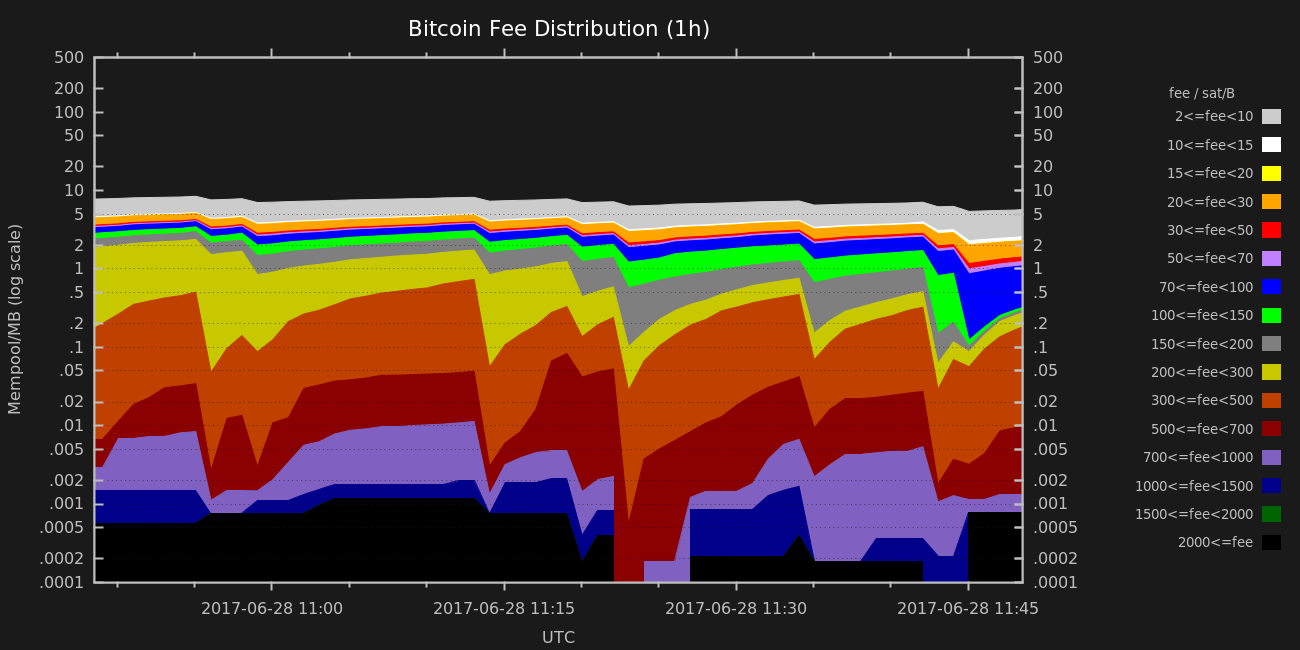 Bitcoin Fee Distribution (1h)
500 500
200 200
100 100
50 50
20 20
10 10
5 5
2 2
1 1
.5 .5
.2 .2
.1 .1
.05 .05
.02 .02
.01 .01
.005 .005
.002 .002
.001 .001
.0005 .0005
.0002 .0002
.0001 .0001
Mempool/MB (log scale)
2017-06-28 11:00 2017-06-28 11:15 2017-06-28 11:30 2017-06-28 11:45
UTC
fee / sat/B
2<=fee<10
10<=fee<15
15<=fee<20
20<=fee<30
30<=fee<50
50<=fee<70
70<=fee<100
100<=fee<150
150<=fee<200
200<=fee<300
300<=fee<500
500<=fee<700
700<=fee<1000
1000<=fee<1500
1500<=fee<2000
2000<=fee